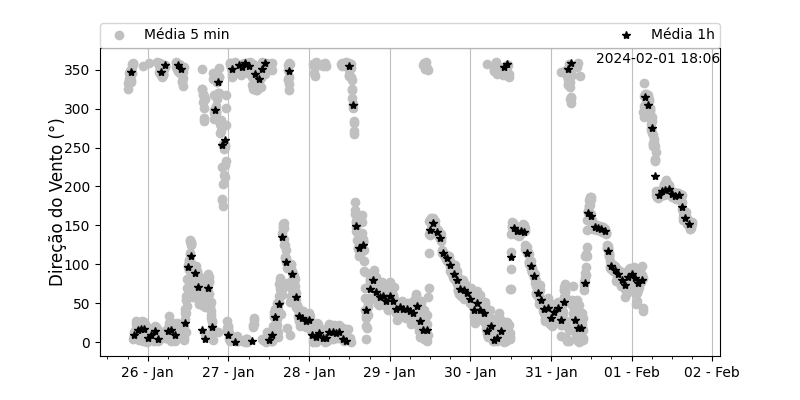 Média 5 min
Média 1h
2024-02-01 18:06
Direção do Vento (°)
350
300
250
200
150
100
50
0
26 - Jan
27 - Jan
28 - Jan
29 - Jan
30 - Jan
31 - Jan
01 - Feb
02 - Feb